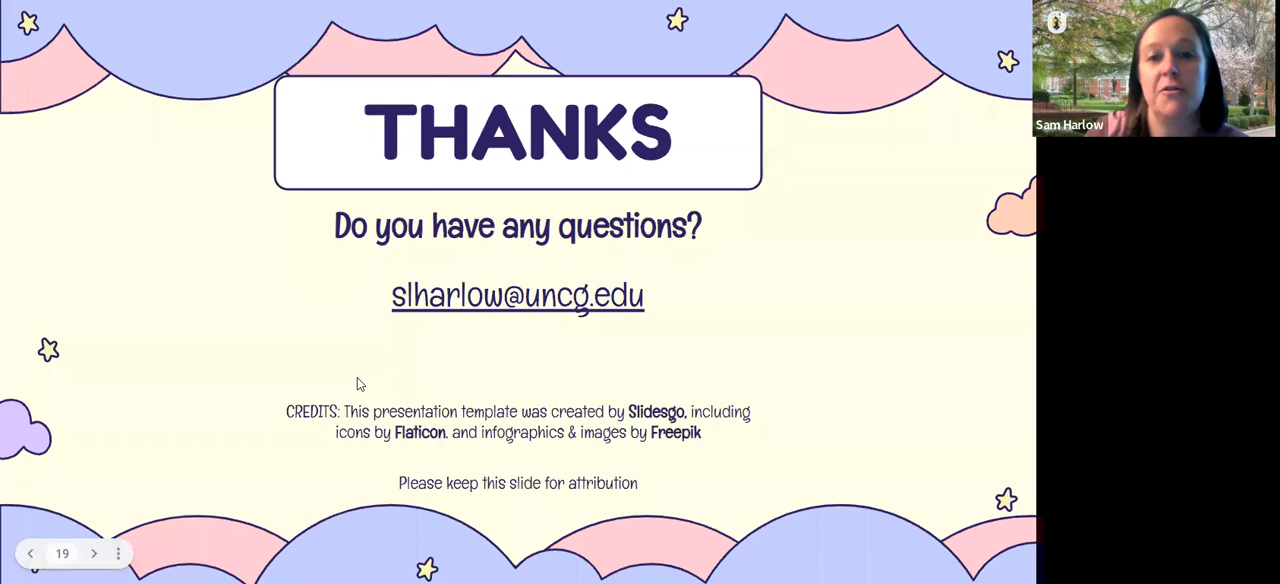 THANKS
Sam Harlow
Do you have any questions?
slharlow@uncg.edu
CREDITS: This presentation template was created by Slidesgo, including
icons by Flaticon. and infographics & images by Freepik
Please keep this slide for attribution
19